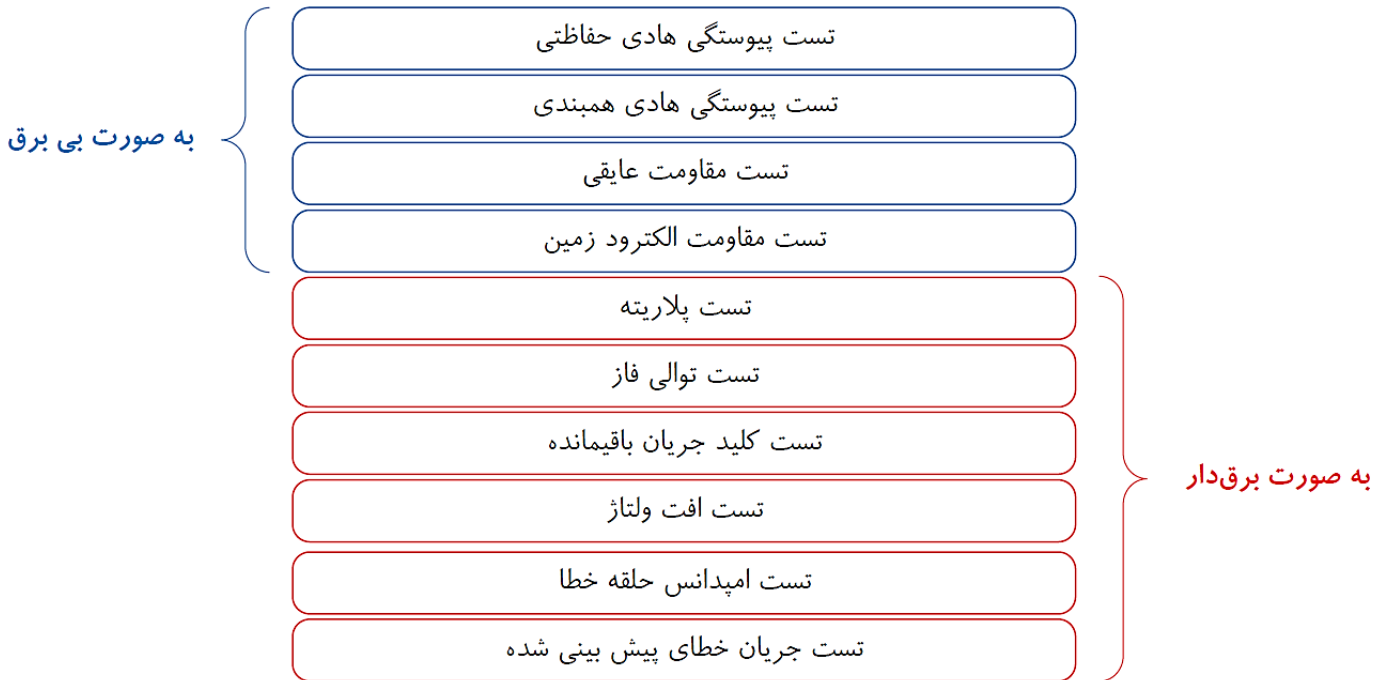 تست پیوستگی هادی حفاظتی
تست پیوستگی هادی همبندی
به صورت بی برق
تست مقاومت عایقی
تست مقاومت الکترود زمین
تست پلاریته
تست توالی فاز
تست کلید جریان باقیمانده
به صورت برق‌دار
تست افت ولتاژ
تست امپدانس حلقه خطا
تست جریان خطای پیش بینی شده